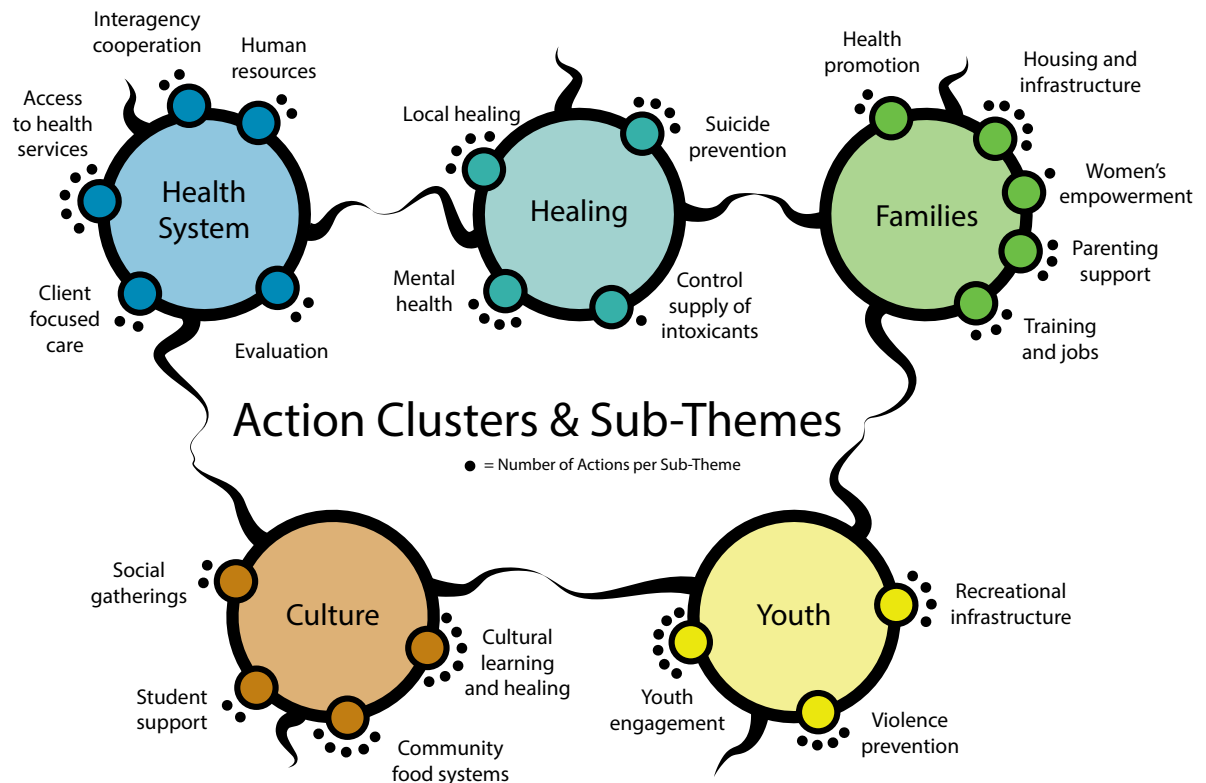 Interagency
cooperation
Human
resources
Access
to health
services
Health
System
Client
focused
care
Evaluation
Local healing
Suicide
prevention
Healing
Mental
health
Control
supply of
intoxicants
Health
promotion
Housing and
infrastructure
Women’s
empowerment
Families
Parenting
support
Training
and jobs
Action Clusters & Sub-Themes
= Number of Actions per Sub-Theme
Social
gatherings
Culture
Cultural
learning
and healing
Student
support
Community
food systems
Youth
Recreational
infrastructure
Youth
engagement
Violence
prevention